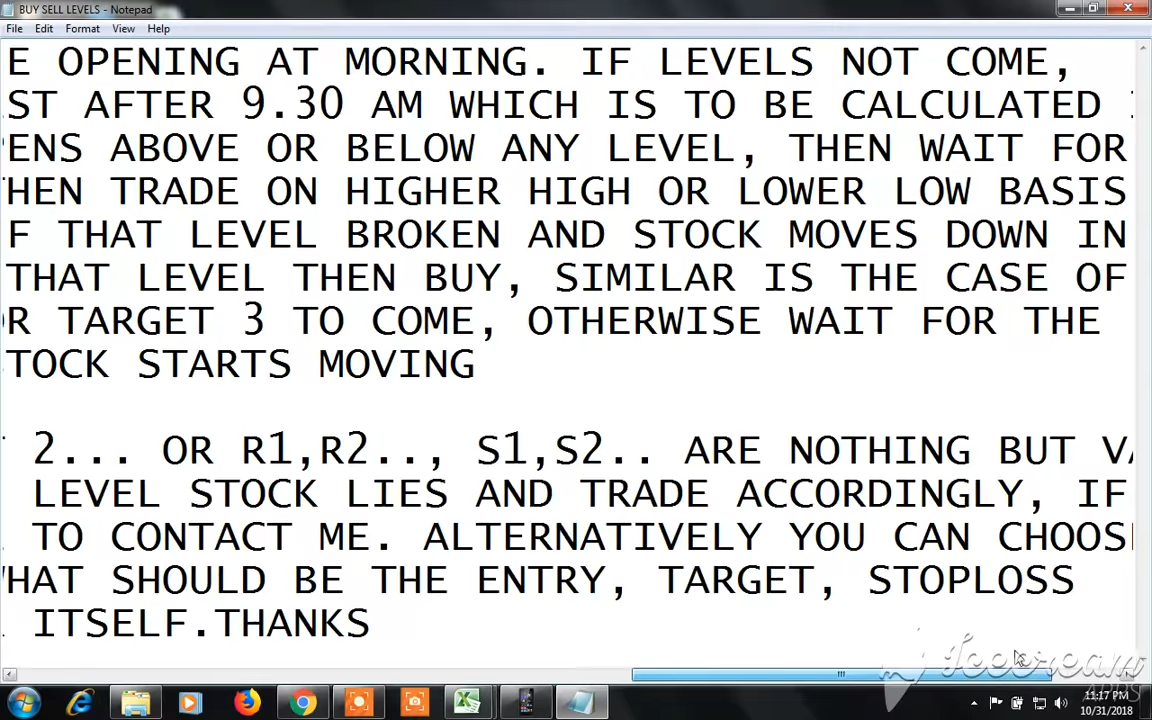 BUY SELL LEVELS - Notepad
File Edit Format View Help
E OPENING AT MORNING. IF LEVELS NOT COME,
ST AFTER 9.30 AM WHICH IS TO BE CALCULATED
ENS ABOVE OR BELOW ANY LEVEL, THEN WAIT FOR
HEN TRADE ON HIGHER HIGH OR LOWER LOW BASIS
F THAT LEVEL BROKEN AND STOCK MOVES DOWN IN
THAT LEVEL THEN BUY, SIMILAR IS THE CASE OF
R TARGET 3 TO COME, OTHERWISE WAIT FOR THE
TOCK STARTS MOVING
2... OR R1,R2.., S1,S2.. ARE NOTHING BUT VA
LEVEL STOCK LIES AND TRADE ACCORDINGLY, IF
TO CONTACT ME. ALTERNATIVELY YOU CAN CHOOS
HAT SHOULD BE THE ENTRY, TARGET, STOPLOSS
ITSELF.THANKS
Icecream
APPS
11:17 PM
10/31/2018